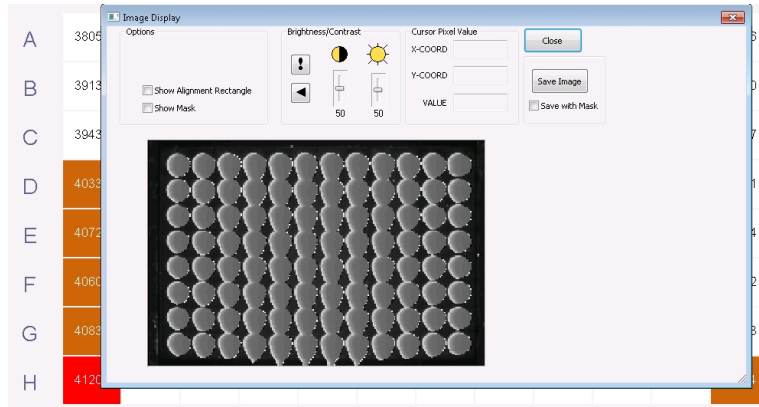 Image Display
Options
Show Alignment Rectangle
Show Mask
Brightness/Contrast
50 50
Cursor Pixel Value
X-COORD
Y-COORD
VALUE
Close
Save Image
Save with Mask
A 3805
B 3913
C 3943
D 4033
E 4072
F 4060
G 4083
H 4120